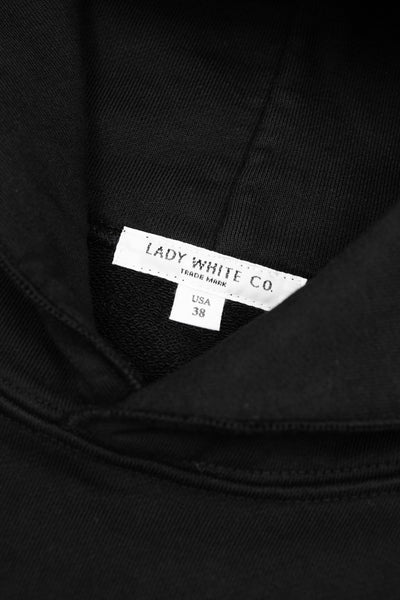 LADY WHITE CO.
TRADE MARK
USA
38